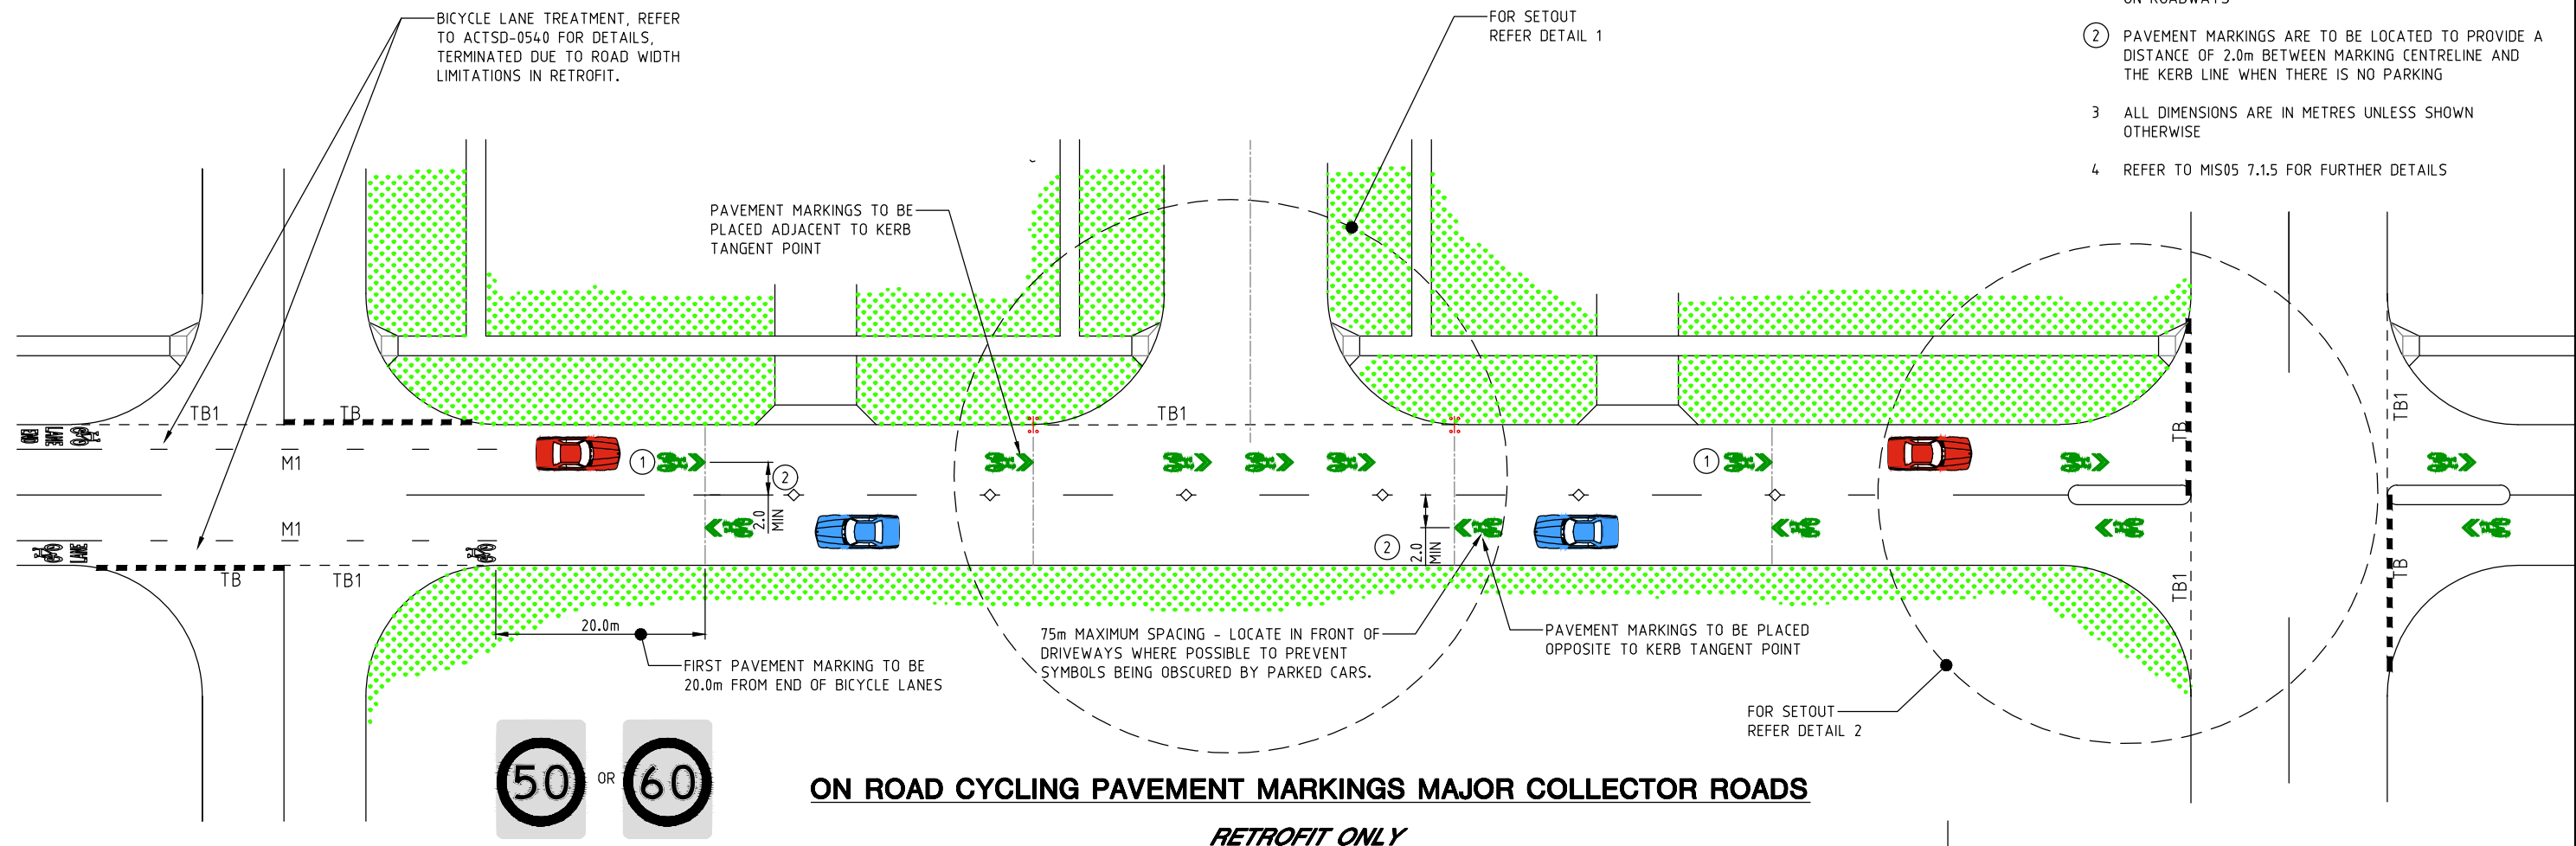 BICYCLE LANE TREATMENT, REFER
TO ACTSD-0540 FOR DETAILS,
TERMINATED DUE TO ROAD WIDTH
LIMITATIONS IN RETROFIT.
FOR SETOUT
REFER DETAIL 1
ON ROADWAYS
2 PAVEMENT MARKINGS ARE TO BE LOCATED TO PROVIDE A
DISTANCE OF 2.0m BETWEEN MARKING CENTRELINE AND
THE KERB LINE WHEN THERE IS NO PARKING
3 ALL DIMENSIONS ARE IN METRES UNLESS SHOWN
OTHERWISE
4 REFER TO MIS05 7.1.5 FOR FURTHER DETAILS
PAVEMENT MARKINGS TO BE
PLACED ADJACENT TO KERB
TANGENT POINT
TB1
TB
TB1
TB1
TB
LANE
END
M1
1
2
1
M1
2.0
MIN
2
2.0
MIN
LANE
TB
TB1
TB1
TB
20.0m
FIRST PAVEMENT MARKING TO BE
20.0m FROM END OF BICYCLE LANES
75m MAXIMUM SPACING - LOCATE IN FRONT OF
DRIVEWAYS WHERE POSSIBLE TO PREVENT
SYMBOLS BEING OBSCURED BY PARKED CARS.
PAVEMENT MARKINGS TO BE PLACED
OPPOSITE TO KERB TANGENT POINT
FOR SETOUT
REFER DETAIL 2
50 OR 60
ON ROAD CYCLING PAVEMENT MARKINGS MAJOR COLLECTOR ROADS
RETROFIT ONLY